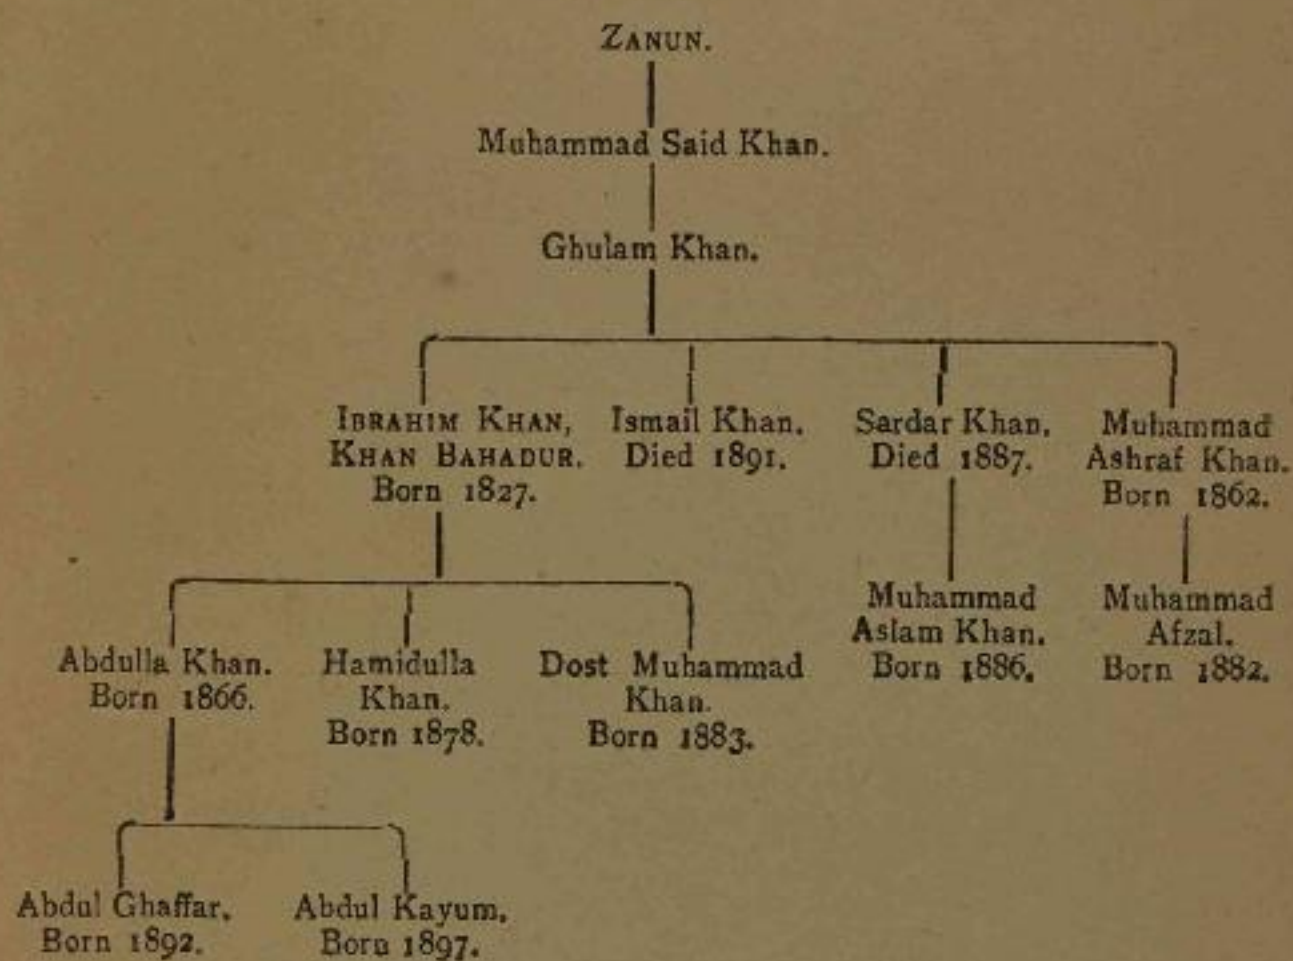 ZANUN.
Muhammad Said Khan.
Ghulam Khan.
IBRAHIM KHAN,
KHAN BAHADUR.
Born 1827.
Ismail Khan.
Died 1891.
Sardar Khan.
Died 1887.
Muhammad
Ashraf Khan.
Born 1862.
Abdulla Khan.
Born 1866.
Hamidulla
Khan.
Born 1878.
Dost Muhammad
Khan.
Born 1883.
Muhammad
Aslam Khan.
Born 1886.
Muhammad
Afzal.
Born 1882.
Abdul Ghaffar.
Born 1892.
Abdul Kayum.
Born 1897.